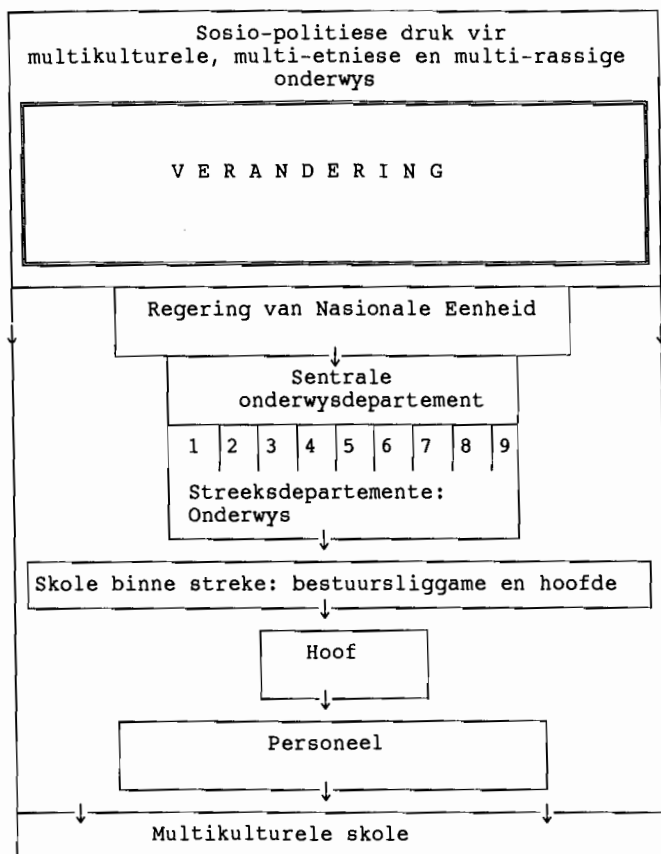 Sosio-politiese druk vir
multikulturele, multi-etniese en multi-rassige
onderwys
V E R A N D E R I N G
Regering van Nasionale Eenheid
Sentrale
onderwysdepartement
1 2 3 4 5 6 7 8 9
Streeksdepartemente:
Onderwys
Skole binne streke: bestuursliggame en hoofde
Hoof
Personeel
Multikulturele skole